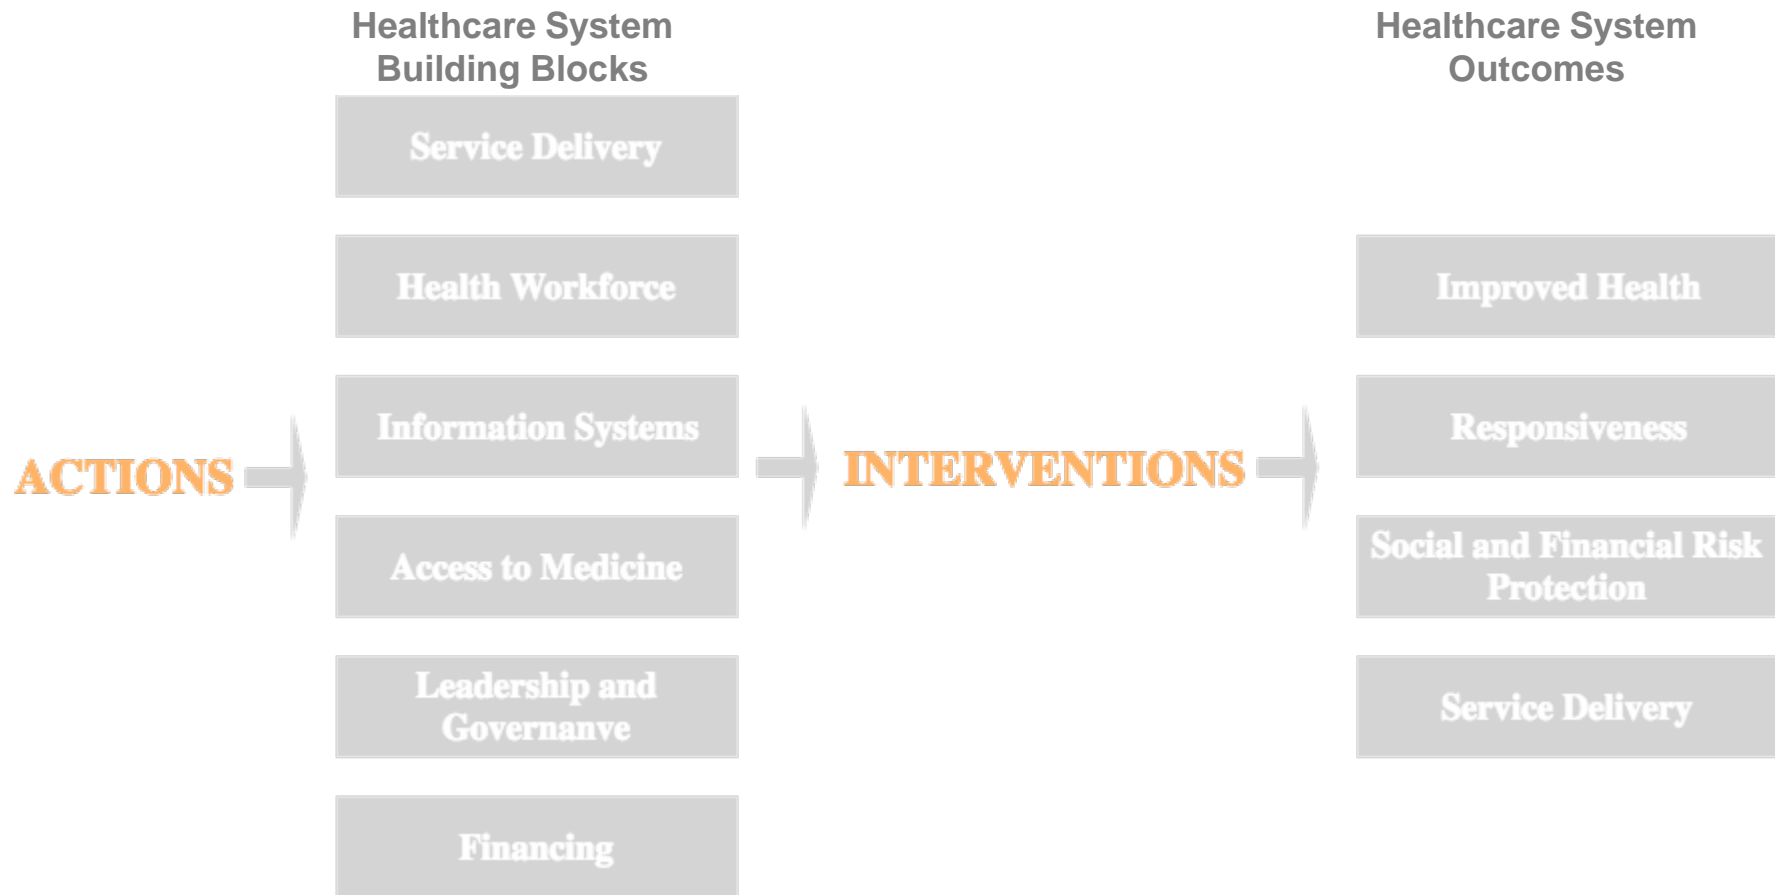 Healthcare System
Building Blocks
Service Delivery
Health Workforce
Information Systems
Access to Medicine
Leadership and
Governanve
Financing
ACTIONS
INTERVENTIONS
Healthcare System
Outcomes
Improved Health
Responsiveness
Social and Financial Risk
Protection
Service Delivery